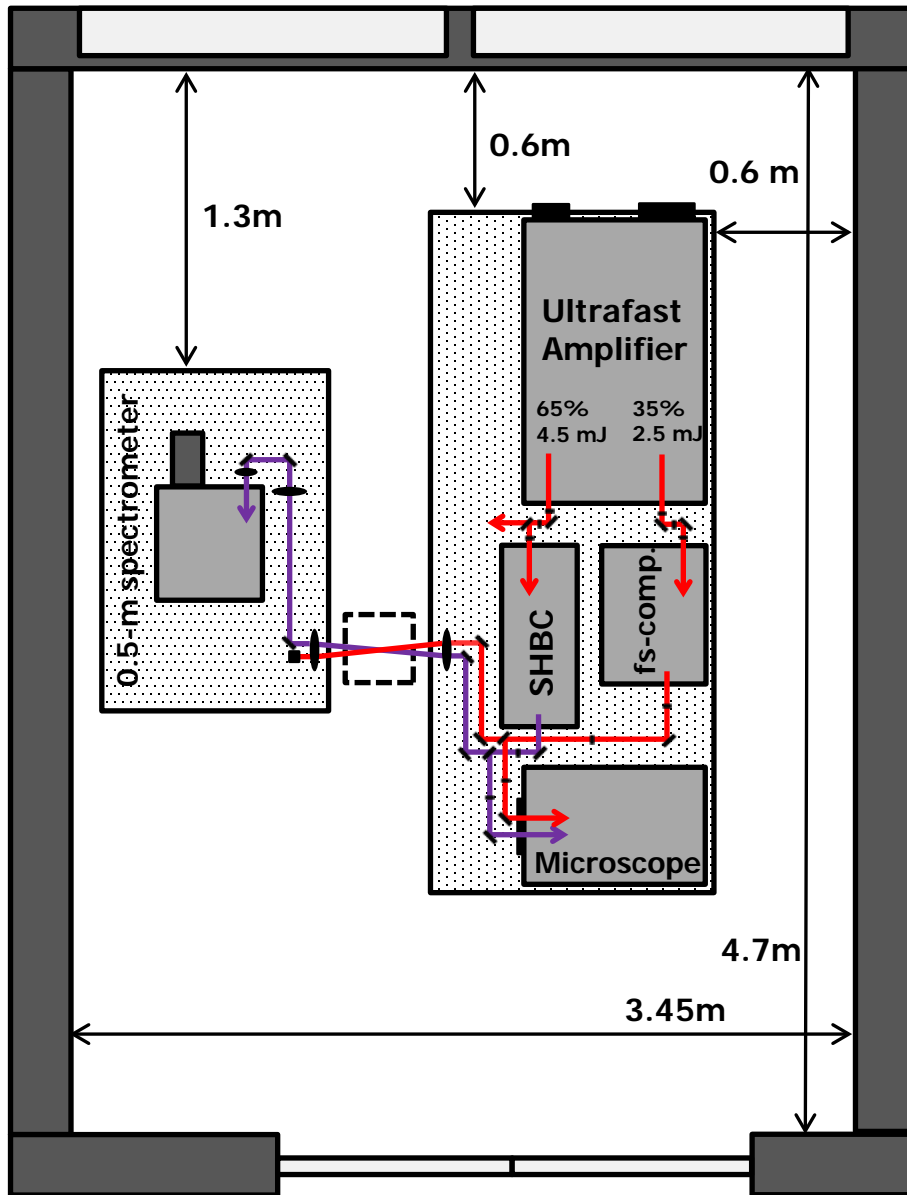 0.6m
0.6 m
1.3m
Ultrafast
Amplifier
65%
4.5 mJ
35%
2.5 mJ
0.5-m spectrometer
SHBC
fs-comp.
Microscope
4.7m
3.45m